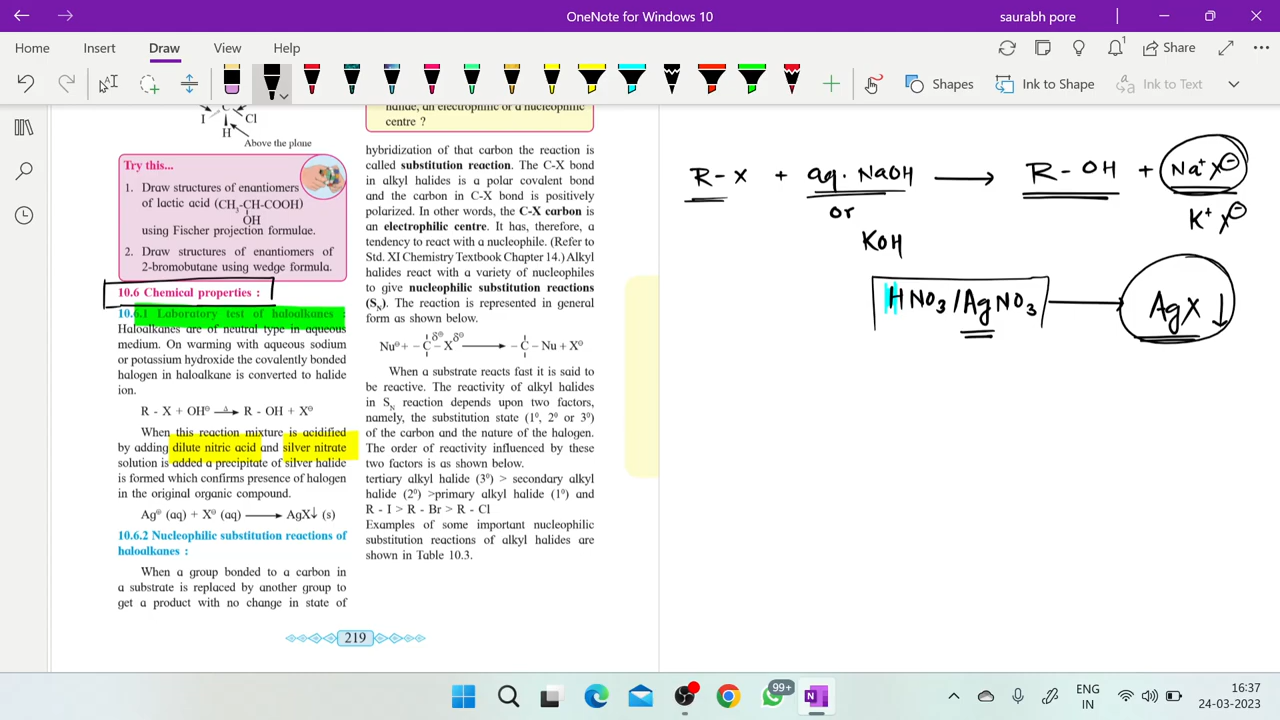 OneNote for Windows 10
saurabh pore
Home Insert Draw View Help
1 Share
Shapes Ink to Shape Ink to Text
I C Cl
H
Above the plane
Try this...
1. Draw structures of enantiomers
of lactic acid (CH3-CH-COOH)
OH
using Fischer projection formulae.
2. Draw structures of enantiomers of
2-bromobutane using wedge formula.
10.6 Chemical properties :
10.6.1 Laboratory test of haloalkanes :
Haloalkanes are of neutral type in aqueous
medium. On warming with aqueous sodium
or potassium hydroxide the covalently bonded
halogen in haloalkane is converted to halide
ion.
R - X + OH⊖ —Δ→ R - OH + X⊖
When this reaction mixture is acidified
by adding dilute nitric acid and silver nitrate
solution is added a precipitate of silver halide
is formed which confirms presence of halogen
in the original organic compound.
Ag⊕ (aq) + X⊖ (aq) ⟶ AgX↓ (s)
10.6.2 Nucleophilic substitution reactions of
haloalkanes :
When a group bonded to a carbon in
a substrate is replaced by another group to
get a product with no change in state of
halide, an electrophilic or a nucleophilic
centre ?
hybridization of that carbon the reaction is
called substitution reaction. The C-X bond
in alkyl halides is a polar covalent bond
and the carbon in C-X bond is positively
polarized. In other words, the C-X carbon is
an electrophilic centre. It has, therefore, a
tendency to react with a nucleophile. (Refer to
Std. XI Chemistry Textbook Chapter 14.) Alkyl
halides react with a variety of nucleophiles
to give nucleophilic substitution reactions
(SN). The reaction is represented in general
form as shown below.
Nu⊖ + - C δ⊕ - X δ⊖ ⟶ - C - Nu + X⊖
When a substrate reacts fast it is said to
be reactive. The reactivity of alkyl halides
in SN reaction depends upon two factors,
namely, the substitution state (1⁰, 2⁰ or 3⁰)
of the carbon and the nature of the halogen.
The order of reactivity influenced by these
two factors is as shown below.
tertiary alkyl halide (3⁰) > secondary alkyl
halide (2⁰) >primary alkyl halide (1⁰) and
R - I > R - Br > R - Cl
Examples of some important nucleophilic
substitution reactions of alkyl halides are
shown in Table 10.3.
219
R - X + aq. NaOH ⟶ R - OH + Na⁺X⊖
or
KOH
K⁺X⊖
HNO3/AgNO3 ⟶ AgX↓
99+
ENG
IN
16:37
24-03-2023